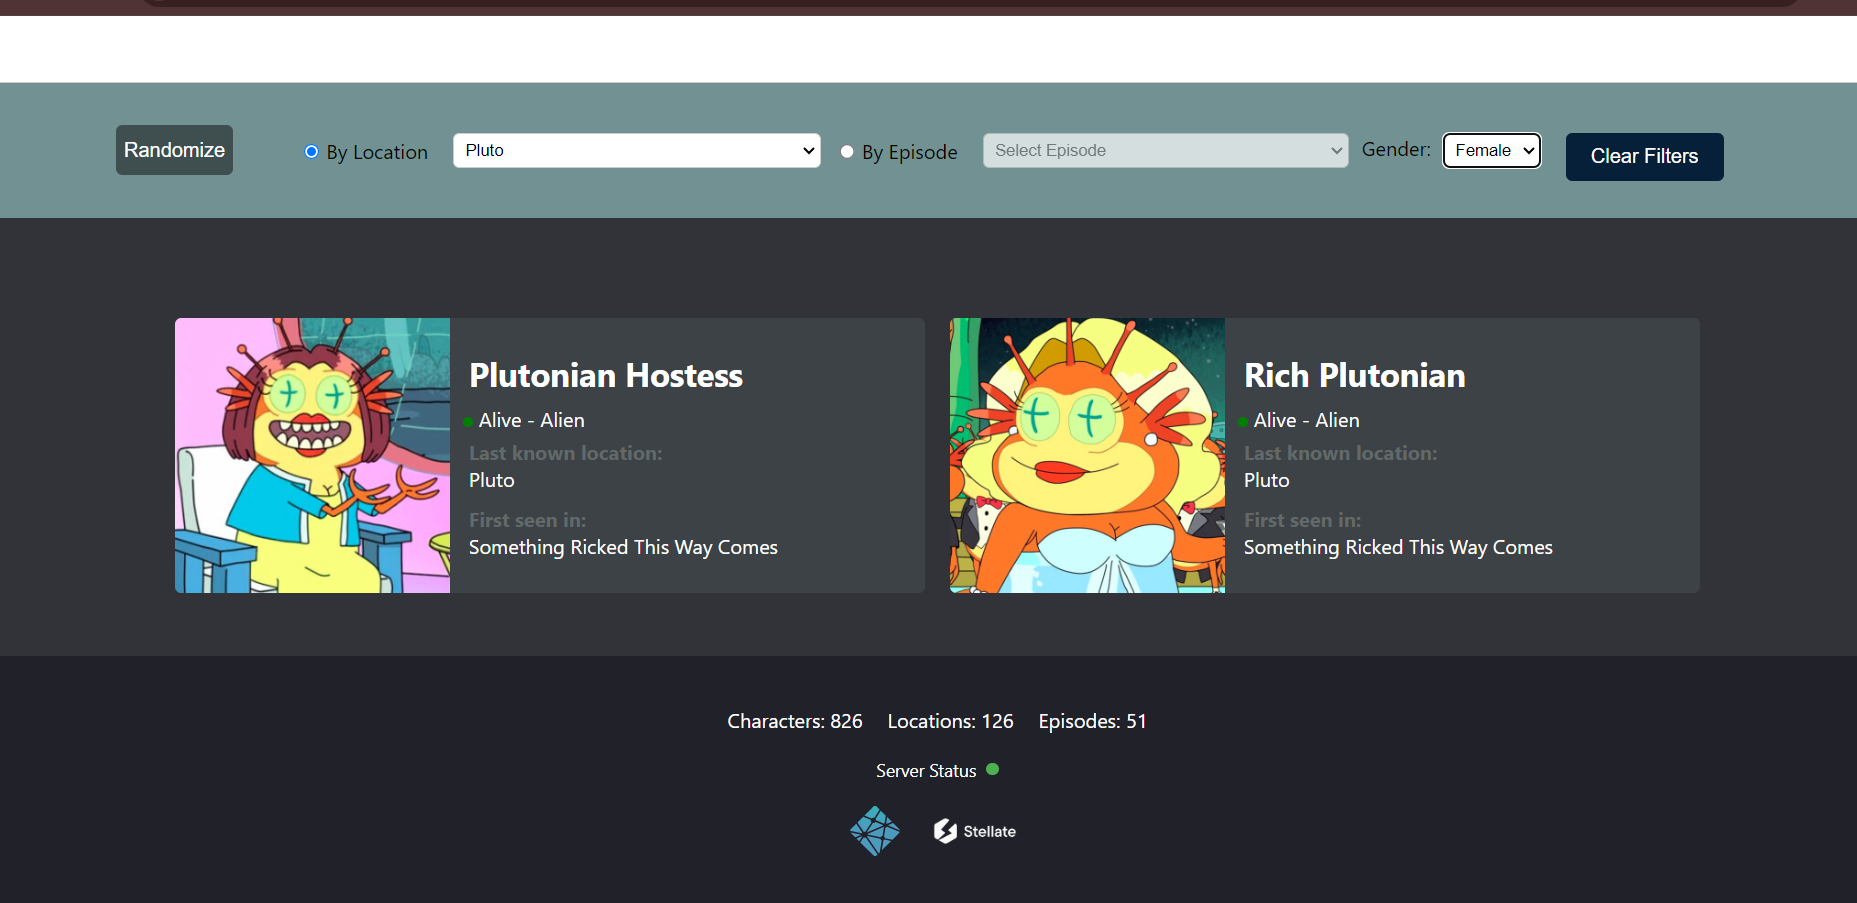 Randomize
By Location
Pluto
By Episode
Select Episode
Gender:
Female
Clear Filters
Plutonian Hostess
Alive - Alien
Last known location:
Pluto
First seen in:
Something Ricked This Way Comes
Rich Plutonian
Alive - Alien
Last known location:
Pluto
First seen in:
Something Ricked This Way Comes
Characters: 826 Locations: 126 Episodes: 51
Server Status
Stellate